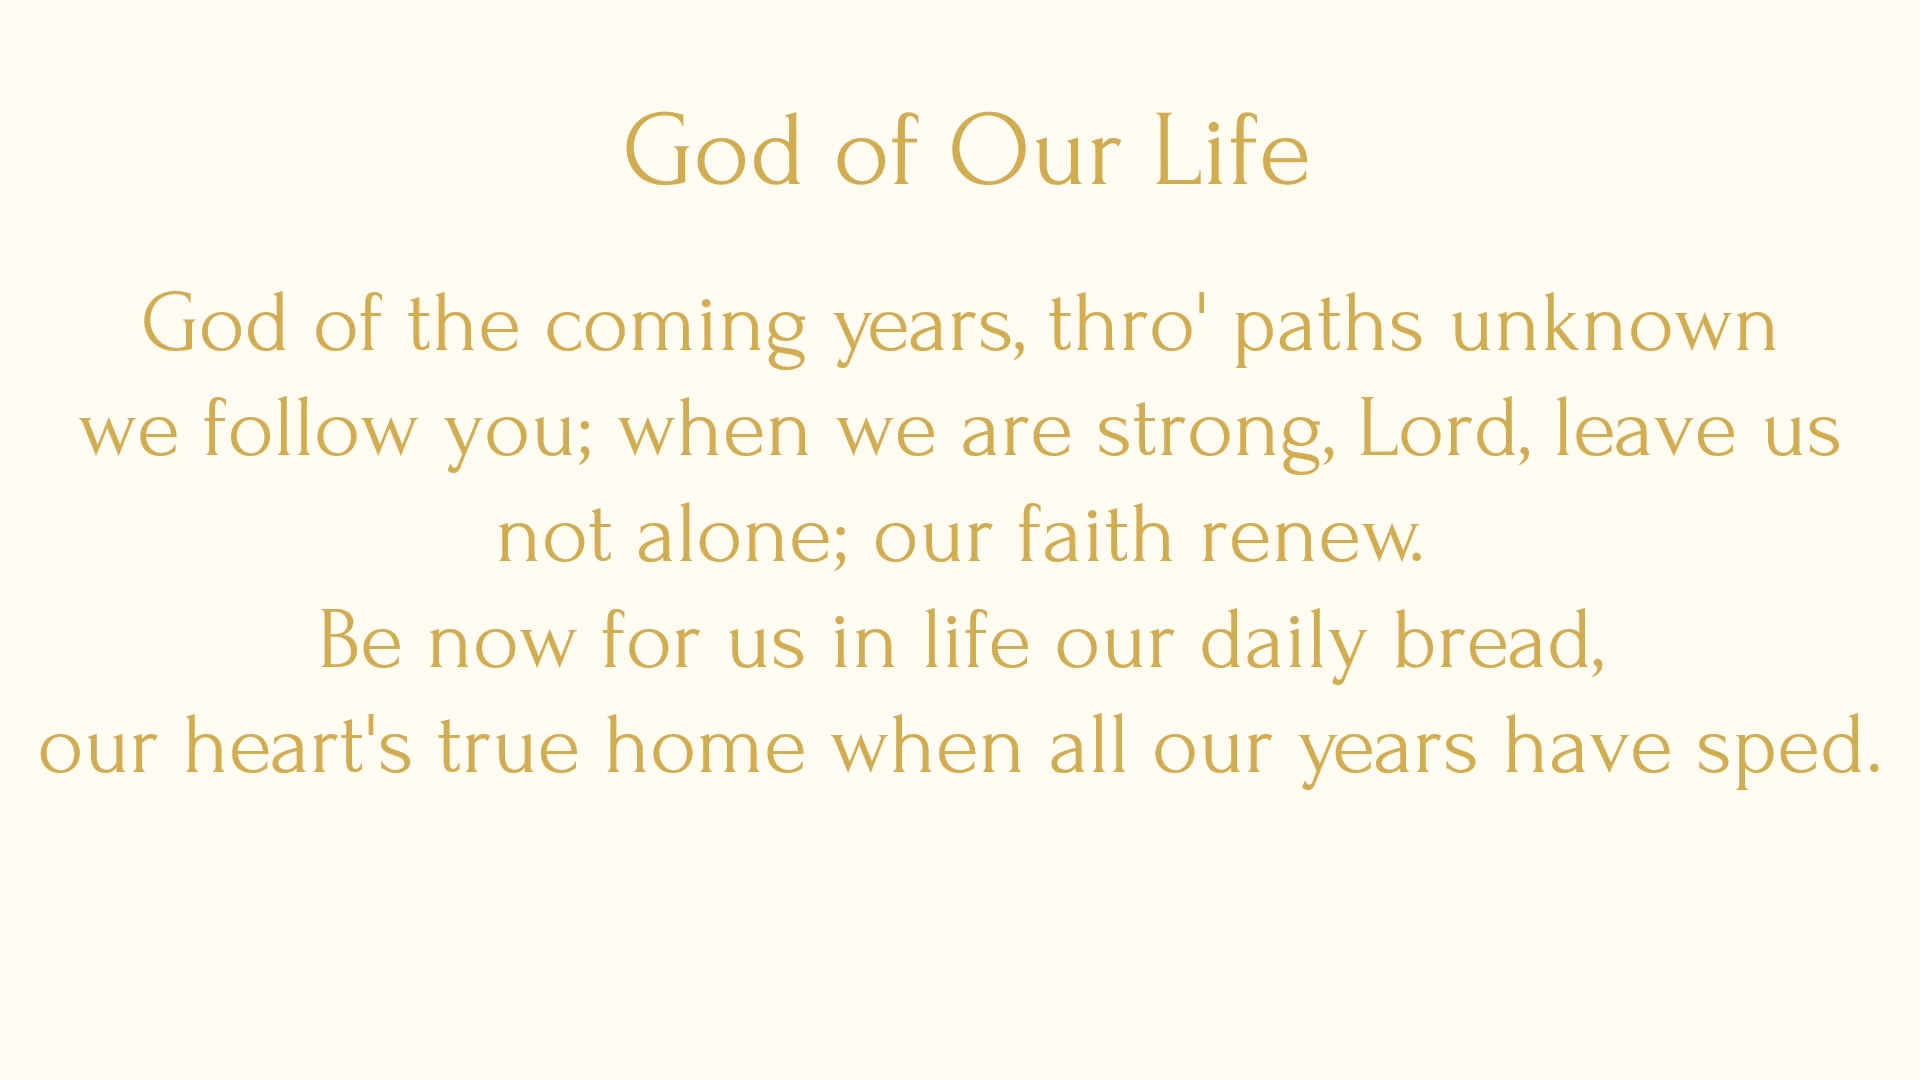 God of Our Life
God of the coming years, thro' paths unknown
we follow you; when we are strong, Lord, leave us
not alone; our faith renew.
Be now for us in life our daily bread,
our heart's true home when all our years have sped.